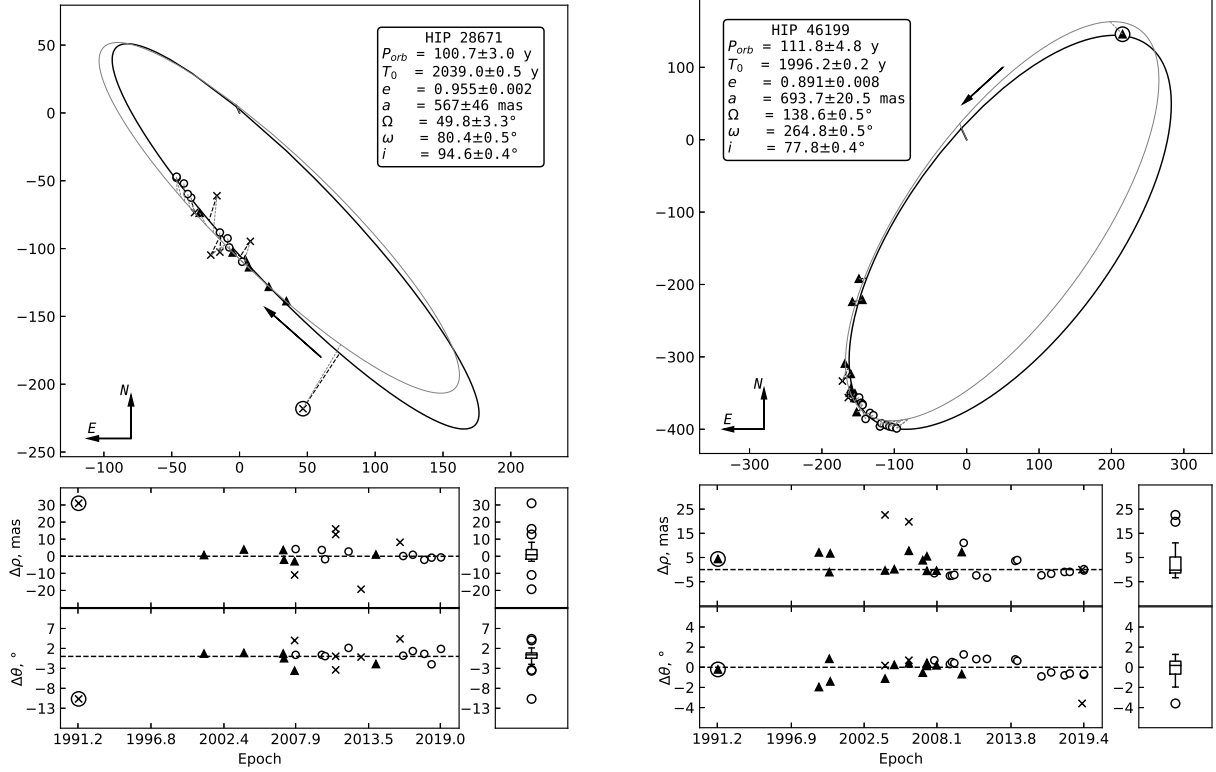 HIP 28671
P_orb = 100.7±3.0 y
T_0 = 2039.0±0.5 y
e = 0.955±0.002
a = 567±46 mas
Ω = 49.8±3.3°
ω = 80.4±0.5°
i = 94.6±0.4°
50
0
−50
−100
−150
−200
−250
N
E
−100 −50 0 50 100 150 200
Δρ, mas
30
20
10
0
−10
−20
30
20
10
0
−10
−20
Δθ, °
7
2
−3
−8
−13
7
2
−3
−8
−13
1991.2 1996.8 2002.4 2007.9 2013.5 2019.0
Epoch
HIP 46199
P_orb = 111.8±4.8 y
T_0 = 1996.2±0.2 y
e = 0.891±0.008
a = 693.7±20.5 mas
Ω = 138.6±0.5°
ω = 264.8±0.5°
i = 77.8±0.4°
100
0
−100
−200
−300
−400
N
E
−300 −200 −100 0 100 200 300
Δρ, mas
25
15
5
−5
25
15
5
−5
Δθ, °
4
2
0
−2
−4
4
2
0
−2
−4
1991.2 1996.9 2002.5 2008.1 2013.8 2019.4
Epoch